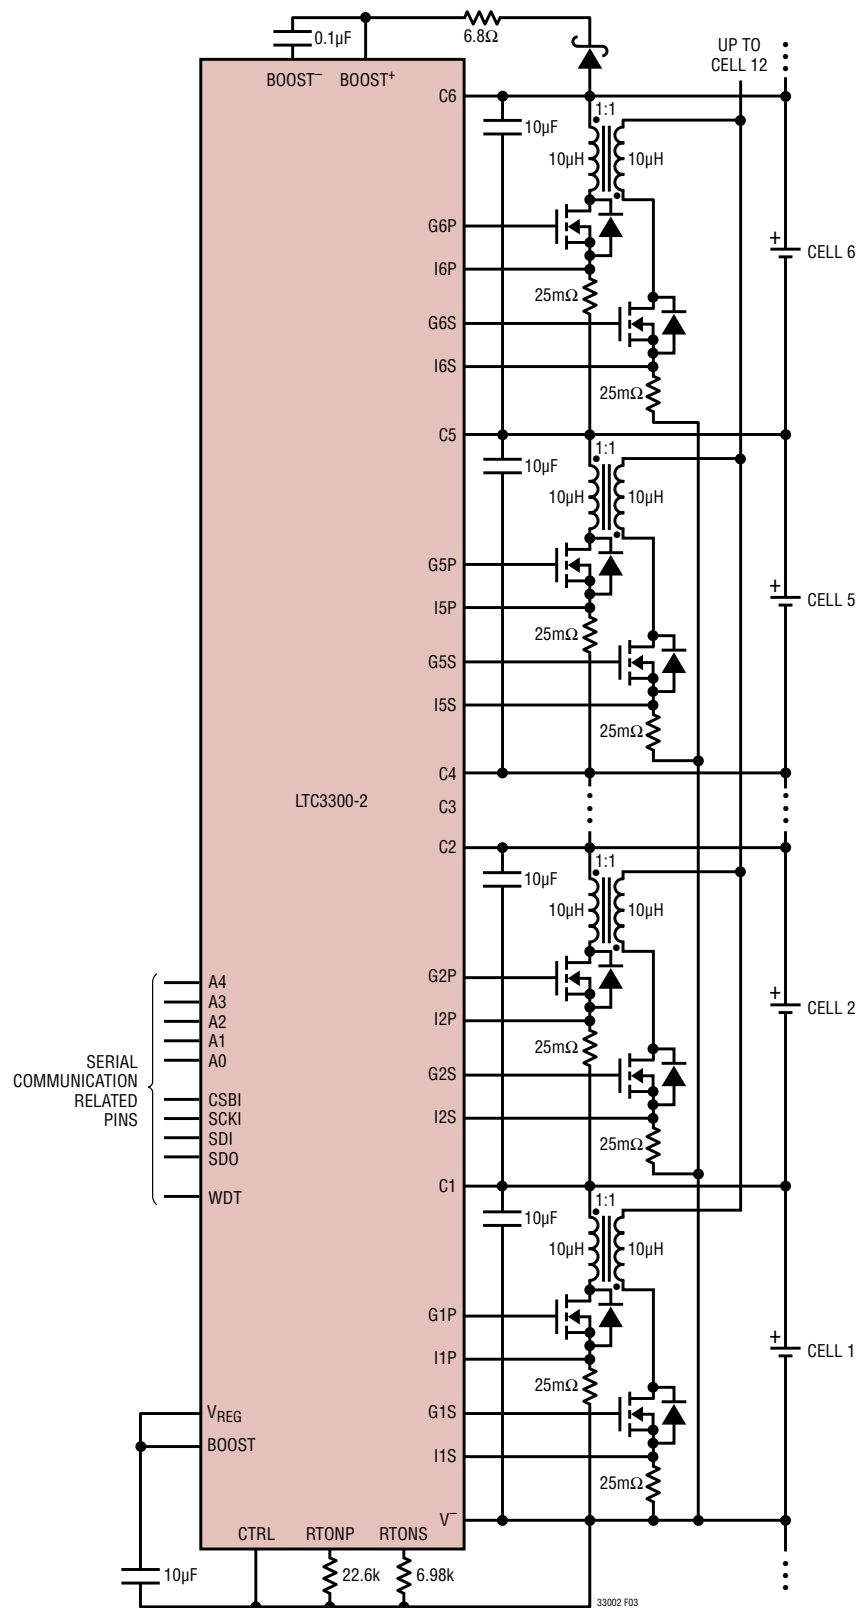 0.1µF
6.8Ω
UP TO
CELL 12
BOOST–
BOOST+
C6
1:1
10µF
10µH
10µH
G6P
CELL 6
+
I6P
25mΩ
G6S
I6S
25mΩ
C5
1:1
10µF
10µH
10µH
G5P
+
CELL 5
I5P
25mΩ
G5S
I5S
25mΩ
C4
LTC3300-2
C3
C2
1:1
10µF
10µH
10µH
G2P
A4
+
CELL 2
A3
A2
I2P
A1
25mΩ
A0
SERIAL
COMMUNICATION
RELATED
PINS
G2S
CSBI
SCKI
I2S
SDI
25mΩ
SDO
C1
WDT
1:1
10µF
10µH
10µH
G1P
+
CELL 1
I1P
25mΩ
VREG
G1S
BOOST
I1S
25mΩ
V–
CTRL
RTONP
RTONS
10µF
22.6k
6.98k
33002 F03